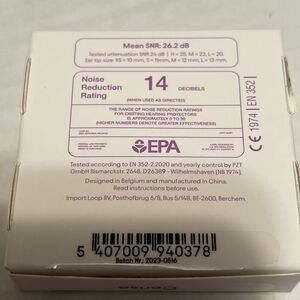 Mean SNR: 26.2 dB
Tested attenuation SNR 24 dB | H= 25, M= 22, L= 20.
Ear tip size: XS = 10 mm, S = 11 mm, M = 12 mm, L = 13 mm.
Noise
Reduction
Rating
14
DECIBELS
(WHEN USED AS DIRECTED)
THE RANGE OF NOISE REDUCTION RATINGS
FOR EXISTING HEARING PROTECTORS
IS APPROXIMATELY 0 TO 30
(HIGHER NUMBERS DENOTE GREATER EFFECTIVENESS)
EPA
CE 1974 | EN 352
Tested according to EN 352-2:2020 and yearly control by PZT
GmbH Bismarckstr. 264B, D26389 - Wilhelmshaven (NB 1974).
Designed in Belgium and manufactured in China.
Read instructions before use.
Import Loop BV, Posthofbrug 6/8, Bus 5/148, BE-2600, Berchem.
5 407009 940378
Batch Nr.: 2023-0516